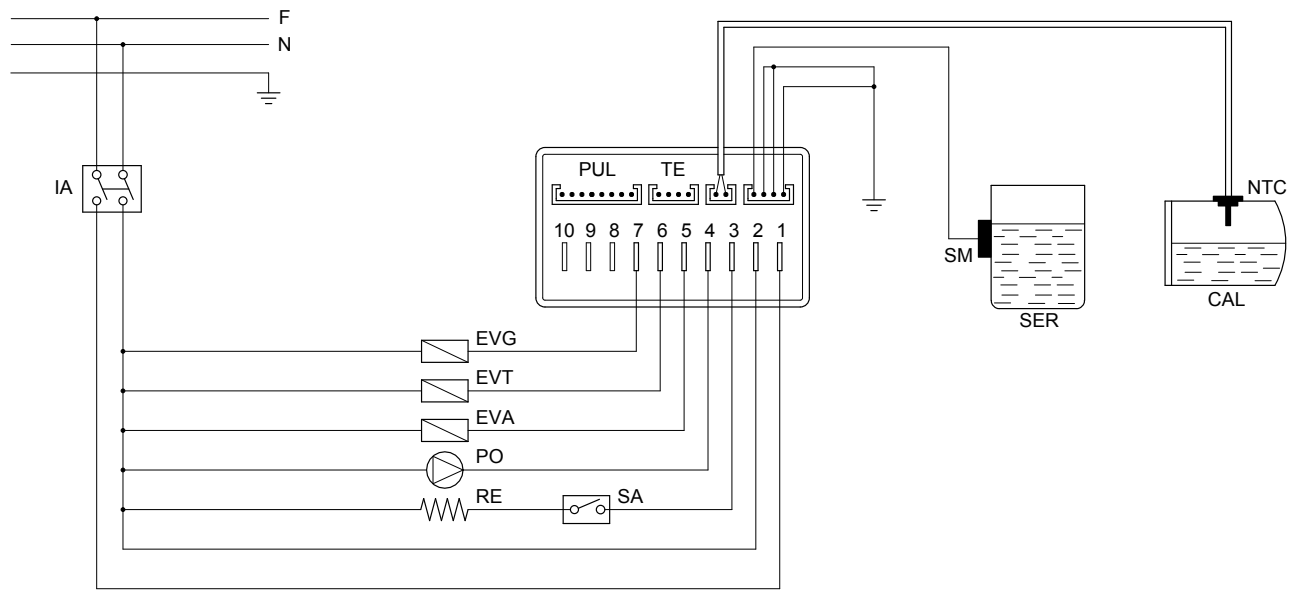 F
N
IA
PUL TE
10 9 8 7 6 5 4 3 2 1
NTC
SM
CAL
SER
EVG
EVT
EVA
PO
RE SA